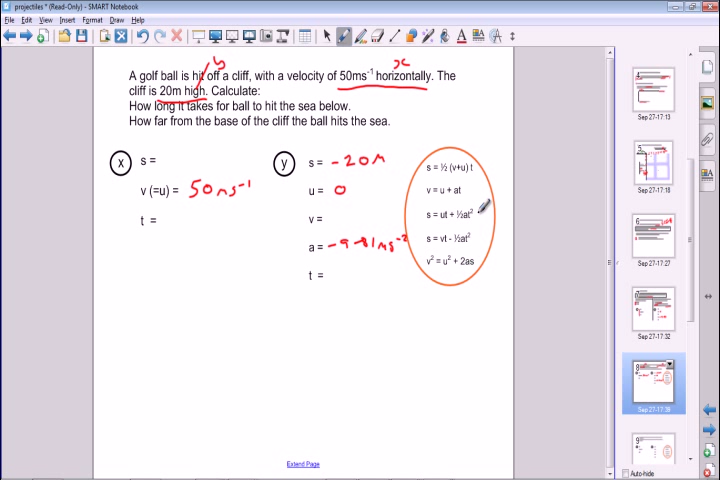 projectiles * (Read-Only) - SMART Notebook
File Edit View Insert Format Draw Help
y
x
A golf ball is hit off a cliff, with a velocity of 50ms-1 horizontally. The
cliff is 20m high. Calculate:
How long it takes for ball to hit the sea below.
How far from the base of the cliff the ball hits the sea.
x s =
v (=u) = 50ms-1
t =
y s = -20m
u = 0
v =
a = -9.81ms-2
t =
s = ½ (v+u) t
v = u + at
s = ut + ½at²
s = vt - ½at²
v² = u² + 2as
Extend Page
Sep 27-17:13
Sep 27-17:18
Sep 27-17:27
Sep 27-17:32
Sep 27-17:39
Auto-hide